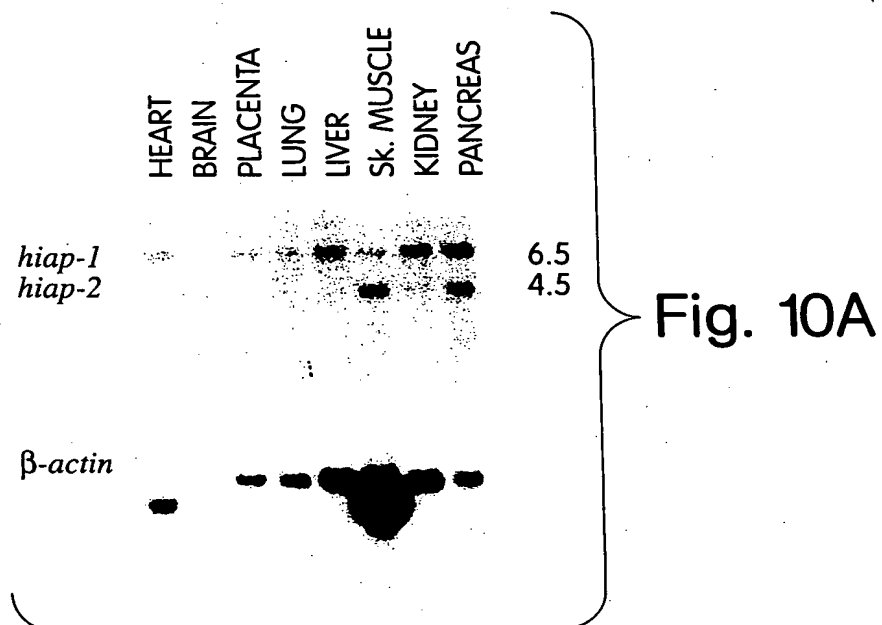 HEART
BRAIN
PLACENTA
LUNG
LIVER
Sk. MUSCLE
KIDNEY
PANCREAS
hiap-1 6.5
hiap-2 4.5
Fig. 10A
β-actin